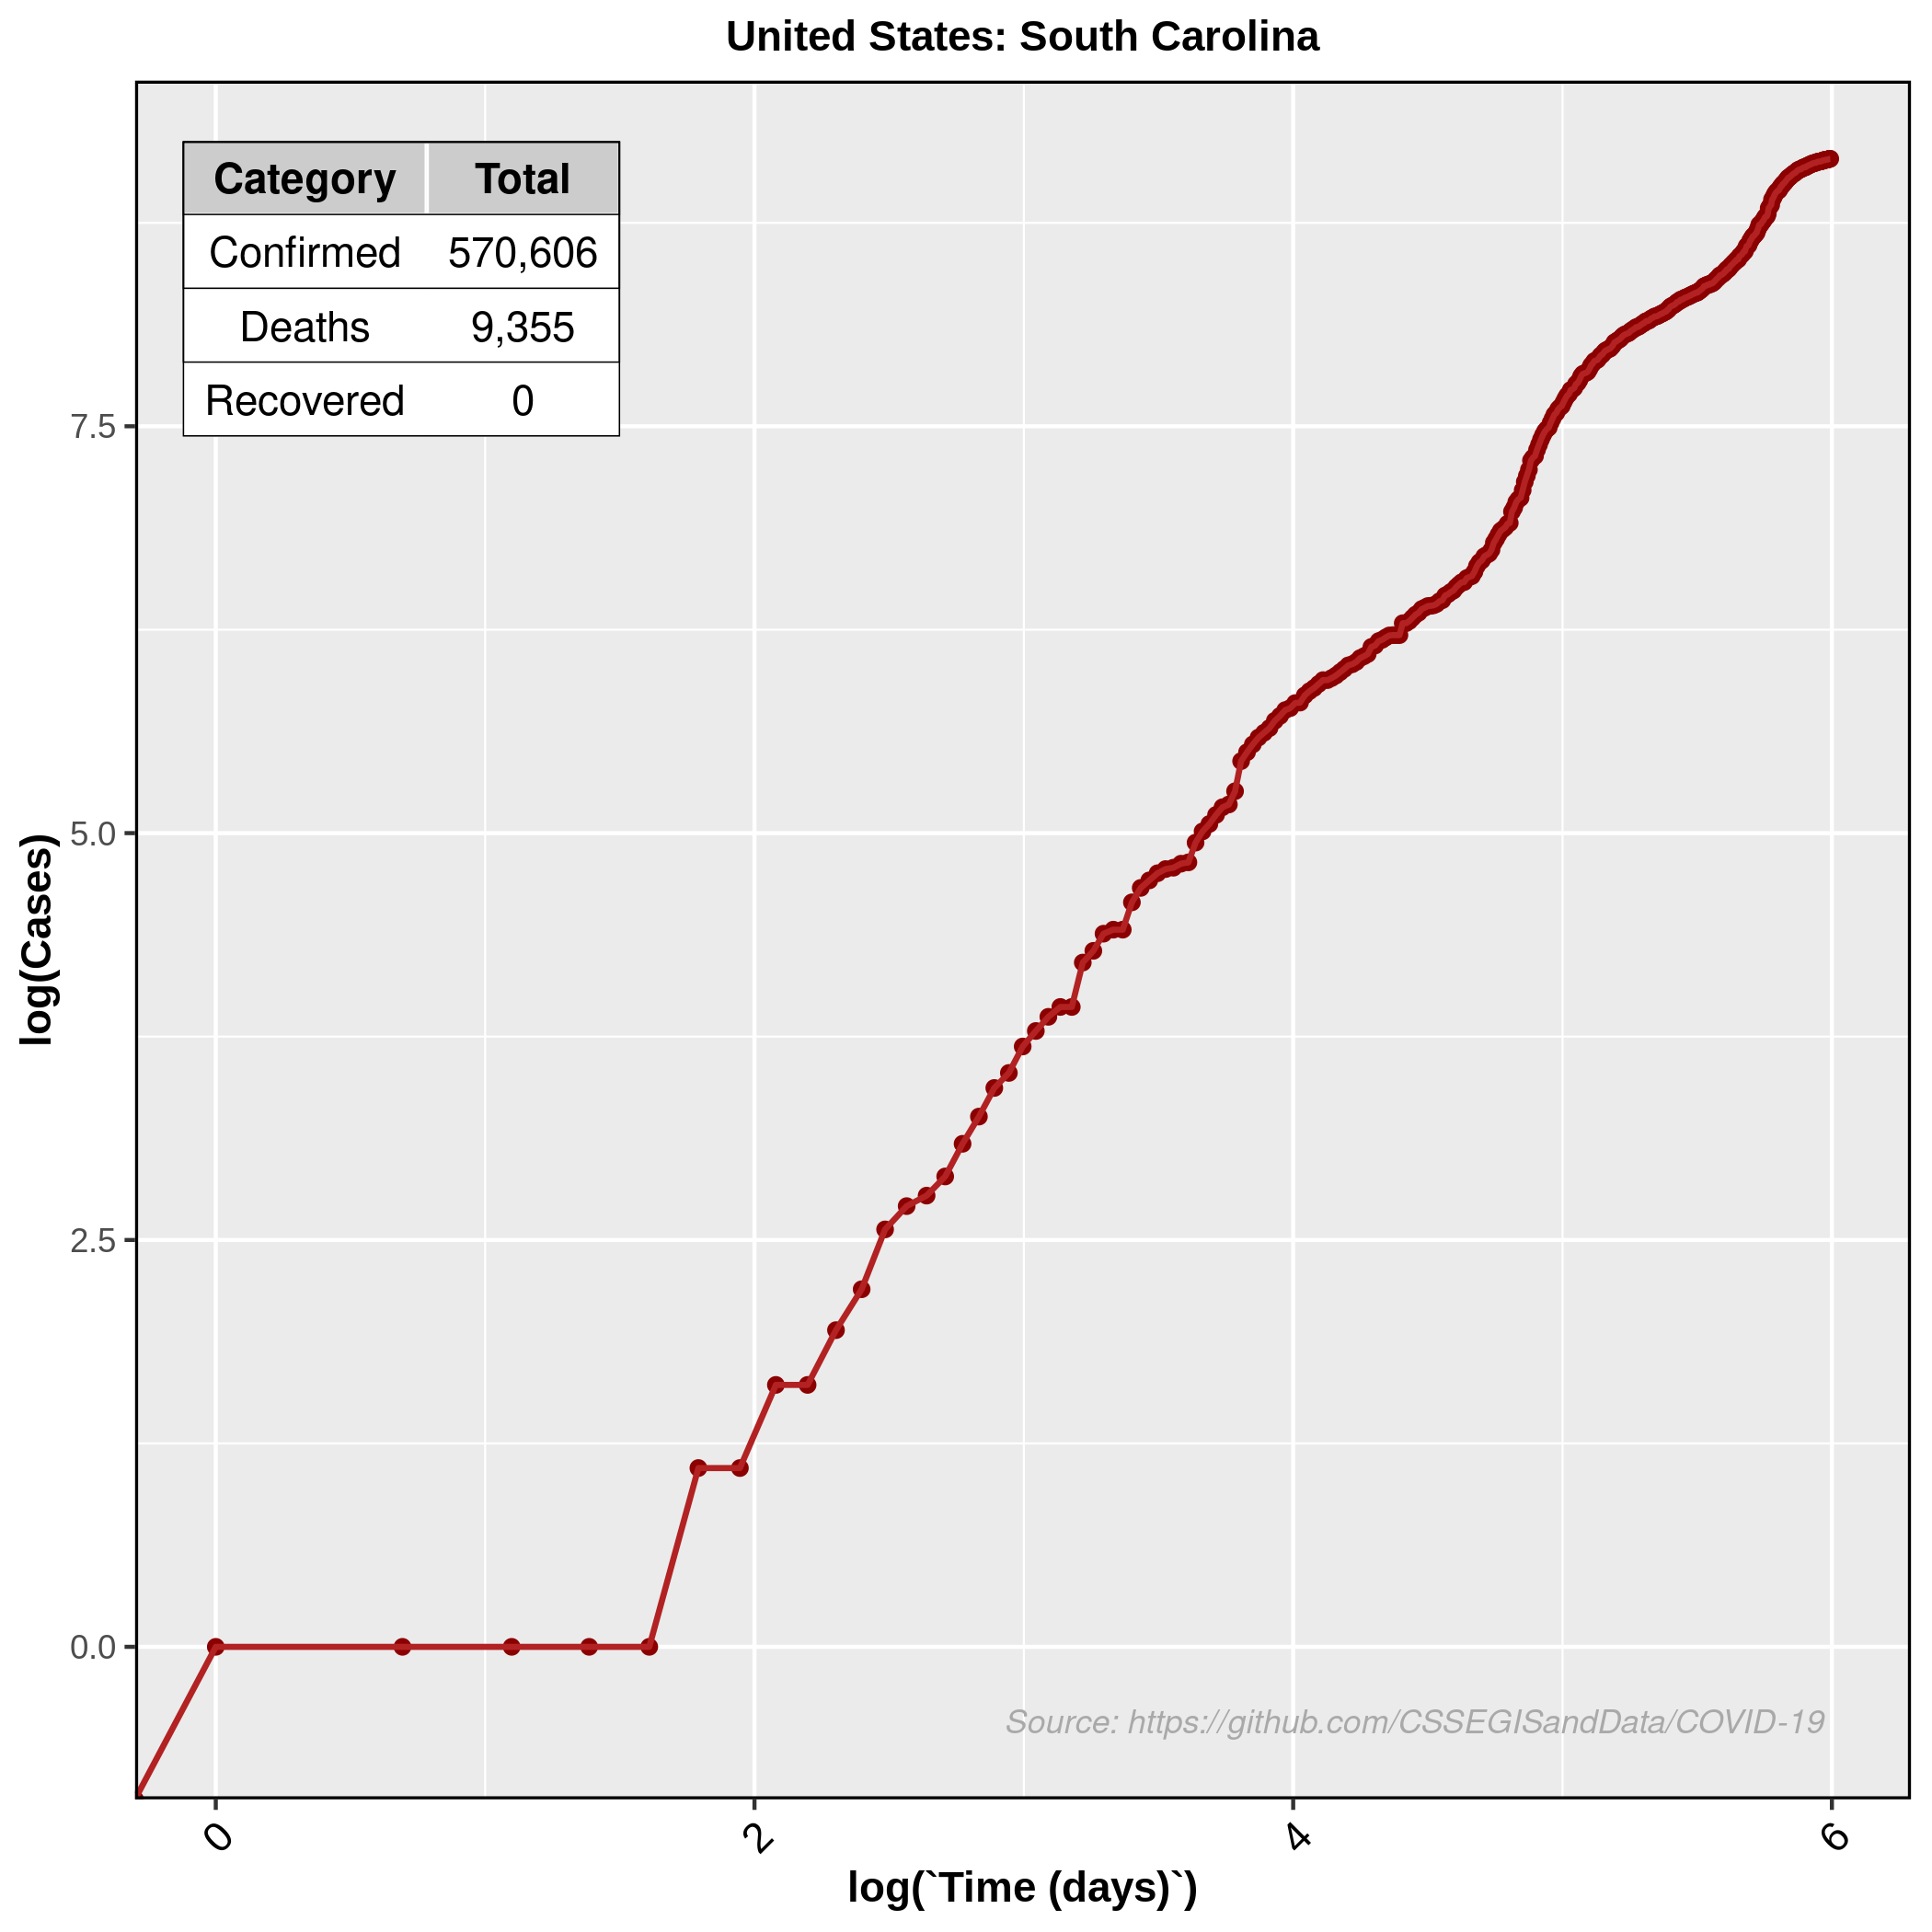 United States: South Carolina
Category Total
Confirmed 570,606
Deaths 9,355
Recovered 0
7.5
5.0
2.5
0.0
log(Cases)
Source: https://github.com/CSSEGISandData/COVID-19
0 2 4 6
log(`Time (days)`)